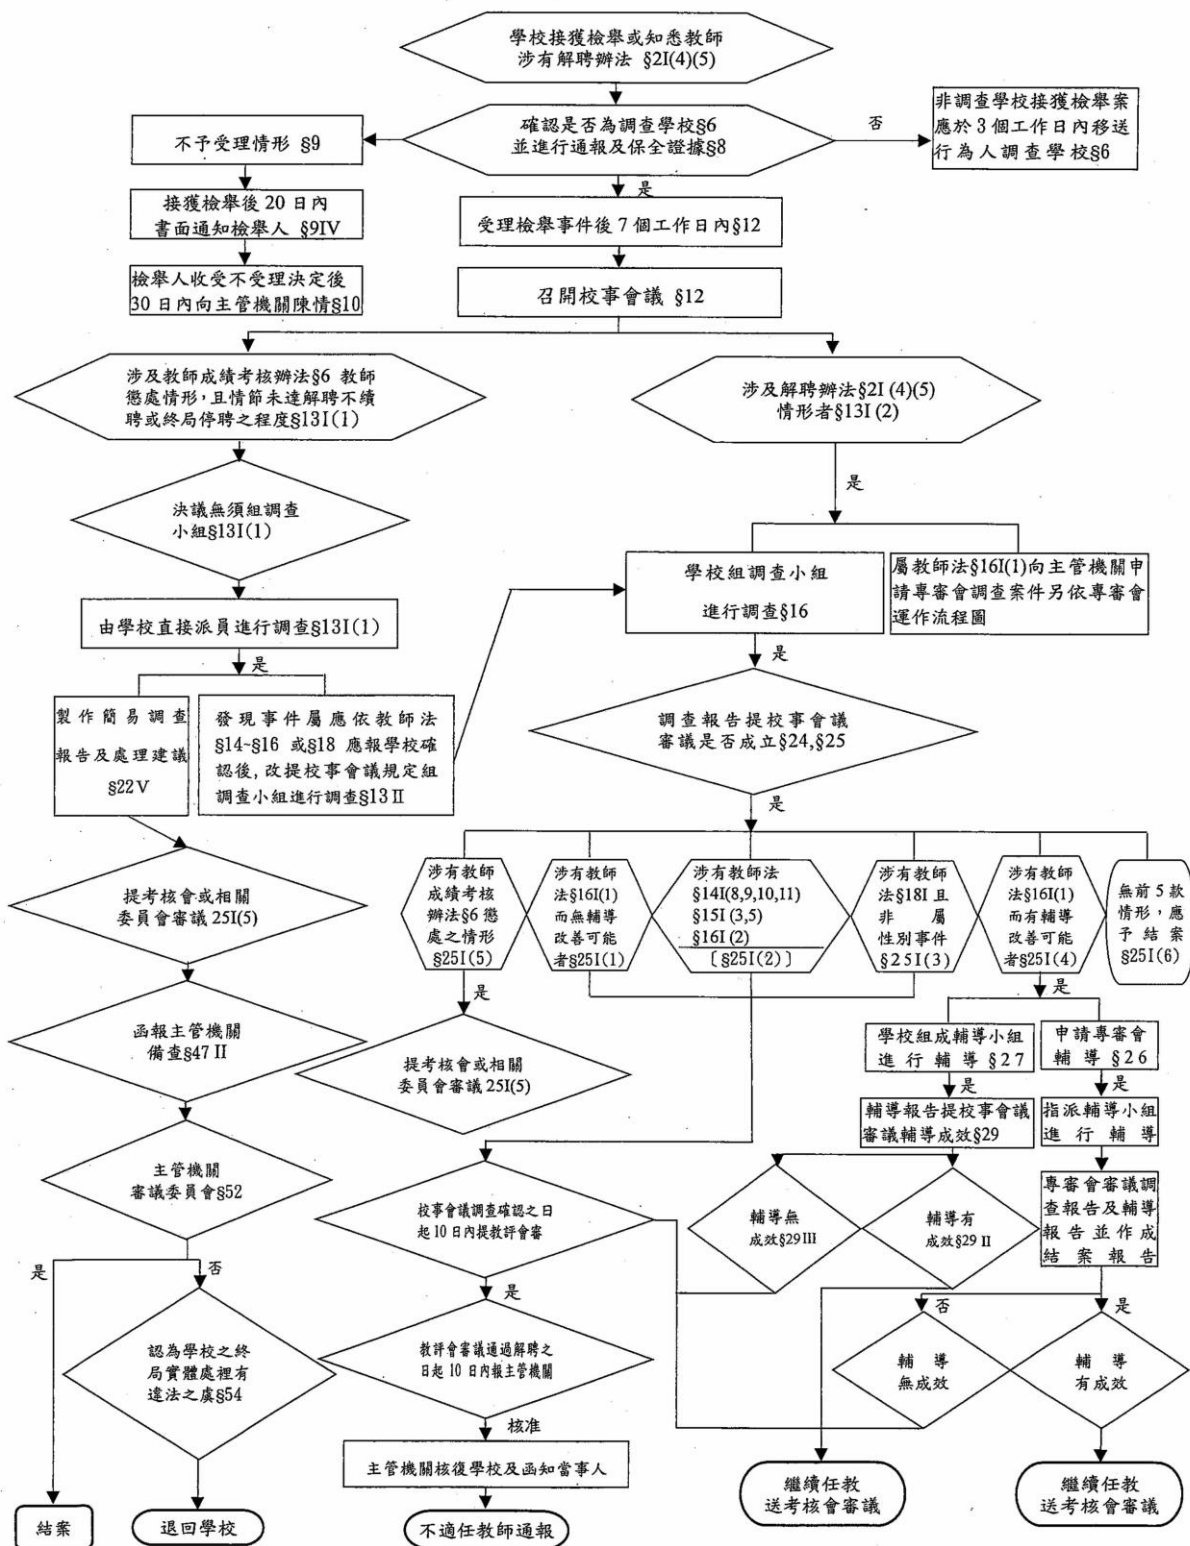 學校接獲檢舉或知悉教師
涉有解聘辦法 §2I(4)(5)
確認是否為調查學校§6
並進行通報及保全證據§8
否
非調查學校接獲檢舉案
應於 3 個工作日內移送
行為人調查學校§6
不予受理情形 §9
接獲檢舉後 20 日內
書面通知檢舉人 §9IV
檢舉人收受不受理決定後
30 日內向主管機關陳情§10
是
受理檢舉事件後 7 個工作日內§12
召開校事會議 §12
涉及教師成績考核辦法§6 教師
懲處情形,且情節未達解聘不續
聘或終局停聘之程度§13I(1)
涉及解聘辦法§2I (4)(5)
情形者§13I (2)
決議無須組調查
小組§13I(1)
是
學校組調查小組
進行調查§16
屬教師法§16I(1)向主管機關申
請專審會調查案件另依專審會
運作流程圖
由學校直接派員進行調查§13I(1)
是
製作簡易調查
報告及處理建議
§22V
發現事件屬應依教師法
§14~§16 或§18 應報學校確
認後, 改提校事會議規定組
調查小組進行調查§13 II
是
調查報告提校事會議
審議是否成立§24,§25
是
涉有教師
成績考核
辦法§6 懲
處之情形
§25I(5)
涉有教師
法§16I(1)
而無輔導
改善可能
者§25I(1)
涉有教師法
§14I(8,9,10,11)
§15I (3,5)
§16I (2)
[§25I(2)]
涉有教師
法§18I 且
非屬
性別事件
§25I(3)
涉有教師
法§16I(1)
而有輔導
改善可能
者§25I(4)
無前 5 款
情形，應
予結案
§25I(6)
提考核會或相關
委員會審議 25I(5)
是
提考核會或相關
委員會審議 25I(5)
是
學校組成輔導小組
進行輔導 §27
申請專審會
輔導 §26
函報主管機關
備查§47 II
是
輔導報告提校事會議
審議輔導成效§29
是
指派輔導小組
進行輔導
主管機關
審議委員會§52
校事會議調查確認之日
起 10 日內提教評會審
輔導無
成效§29 III
輔導有
成效§29 II
專審會審議調
查報告及輔導
報告並作成
結案報告
是
否
是
否
是
認為學校之終
局實體處裡有
違法之虞§54
教評會審議通過解聘之
日起 10 日內報主管機關
輔導
無成效
輔導
有成效
核准
主管機關核復學校及函知當事人
結案
退回學校
不適任教師通報
繼續任教
送考核會審議
繼續任教
送考核會審議